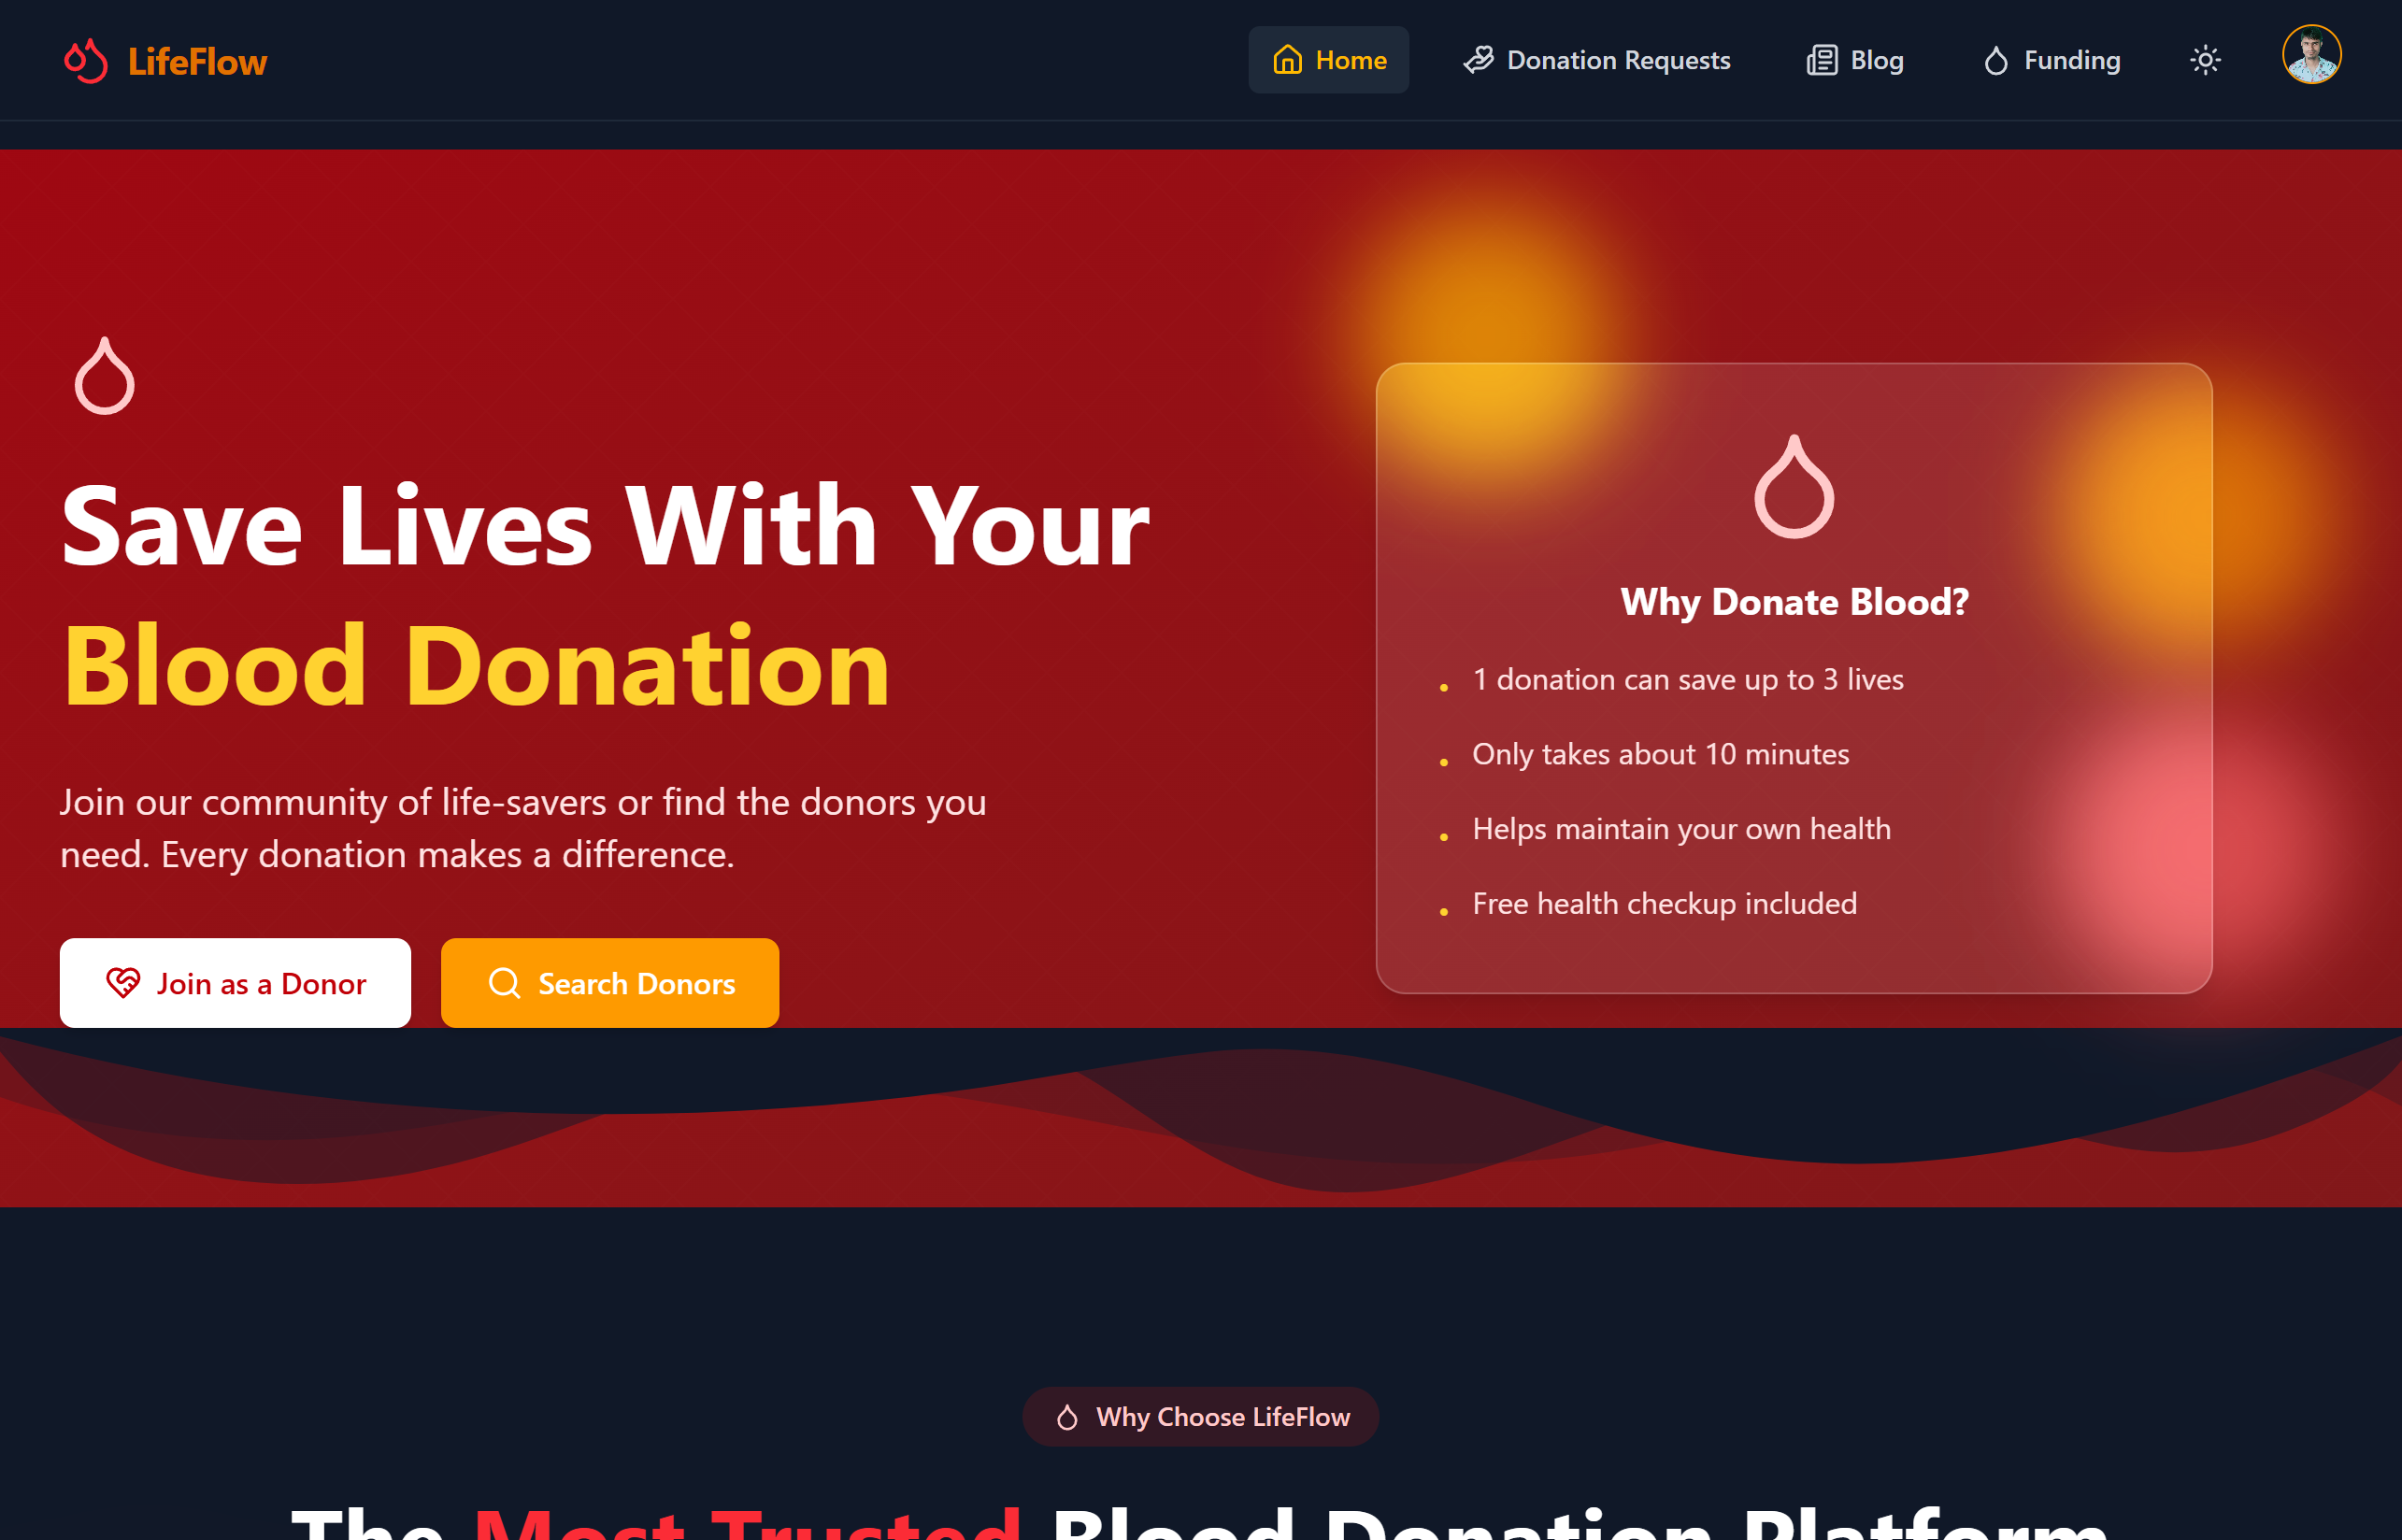 LifeFlow
Home
Donation Requests
Blog
Funding
Save Lives With Your
Blood Donation
Join our community of life-savers or find the donors you
need. Every donation makes a difference.
Join as a Donor
Search Donors
Why Donate Blood?
1 donation can save up to 3 lives
Only takes about 10 minutes
Helps maintain your own health
Free health checkup included
Why Choose LifeFlow
The Most Trusted Blood Donation Platform